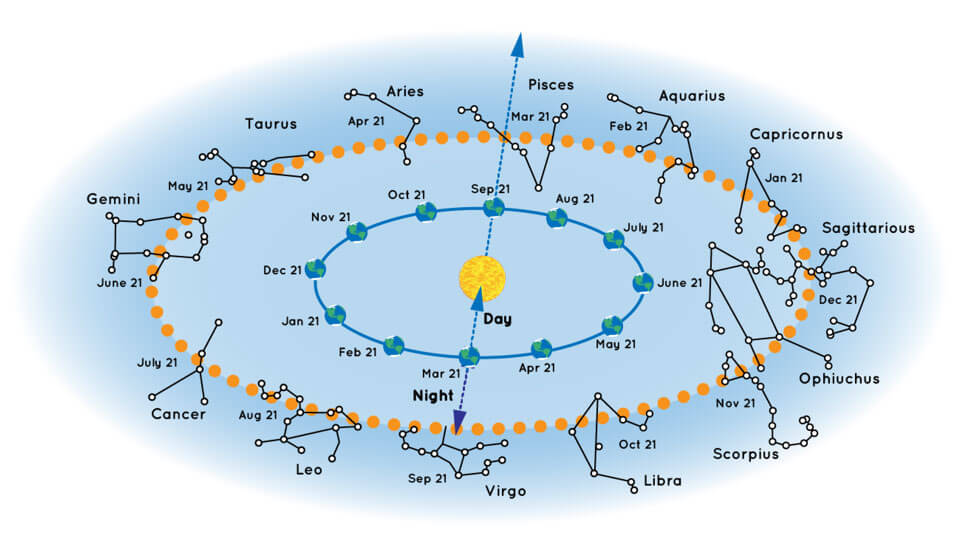 Pisces
Aries
Mar 21
Aquarius
Apr 21
Feb 21
Taurus
Capricornus
May 21
Jan 21
Gemini
Oct 21
Sep 21
Aug 21
Nov 21
July 21
Sagittarious
Dec 21
June 21
June 21
Dec 21
Jan 21
Day
May 21
Feb 21
Mar 21
Apr 21
July 21
Ophiuchus
Night
Nov 21
Cancer
Aug 21
Oct 21
Scorpius
Leo
Sep 21
Virgo
Libra